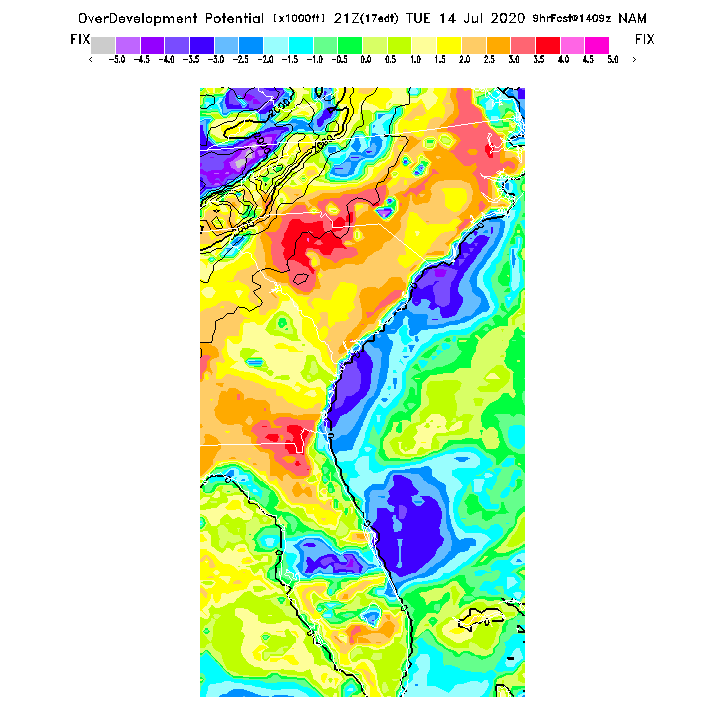 OverDevelopment Potential [x1000ft] 21Z(17edt) TUE 14 Jul 2020 9hrFcst@1409z NAM
FIX FIX
< -5.0 -4.5 -4.0 -3.5 -3.0 -2.5 -2.0 -1.5 -1.0 -0.5 0.0 0.5 1.0 1.5 2.0 2.5 3.0 3.5 4.0 4.5 5.0 >
2000